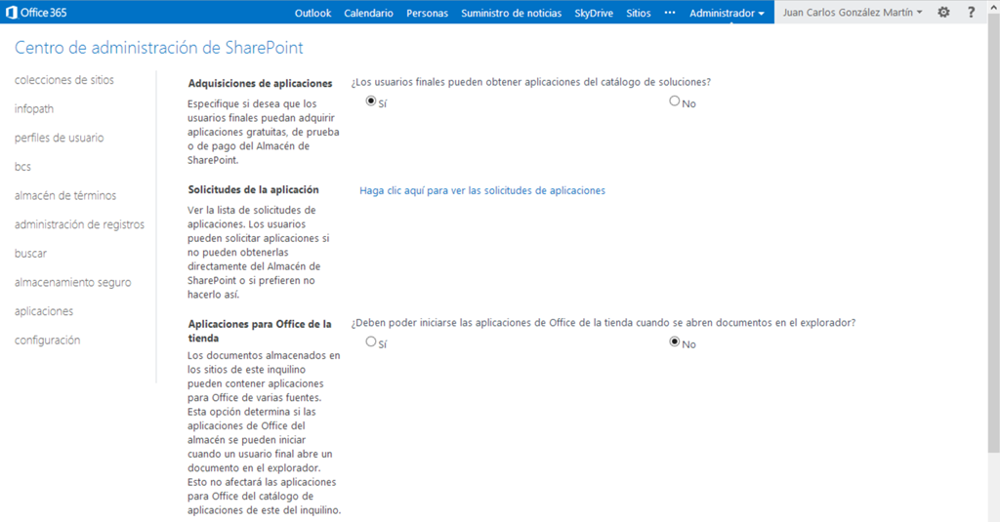 Office 365
Outlook Calendario Personas Suministro de noticias SkyDrive Sitios ••• Administrador Juan Carlos González Martín ?
Centro de administración de SharePoint
colecciones de sitios
infopath
perfiles de usuario
bcs
almacén de términos
administración de registros
buscar
almacenamiento seguro
aplicaciones
configuración
Adquisiciones de aplicaciones
Especifique si desea que los
usuarios finales puedan adquirir
aplicaciones gratuitas, de prueba
o de pago del Almacén de
SharePoint.
¿Los usuarios finales pueden obtener aplicaciones del catálogo de soluciones?
Sí No
Solicitudes de la aplicación
Ver la lista de solicitudes de
aplicaciones. Los usuarios
pueden solicitar aplicaciones si
no pueden obtenerlas
directamente del Almacén de
SharePoint o si prefieren no
hacerlo así.
Haga clic aquí para ver las solicitudes de aplicaciones
Aplicaciones para Office de la
tienda
Los documentos almacenados en
los sitios de este inquilino
pueden contener aplicaciones
para Office de varias fuentes.
Esta opción determina si las
aplicaciones de Office del
almacén se pueden iniciar
cuando un usuario final abre un
documento en el explorador.
Esto no afectará las aplicaciones
para Office del catálogo de
aplicaciones de este del inquilino.
¿Deben poder iniciarse las aplicaciones de Office de la tienda cuando se abren documentos en el explorador?
Sí No